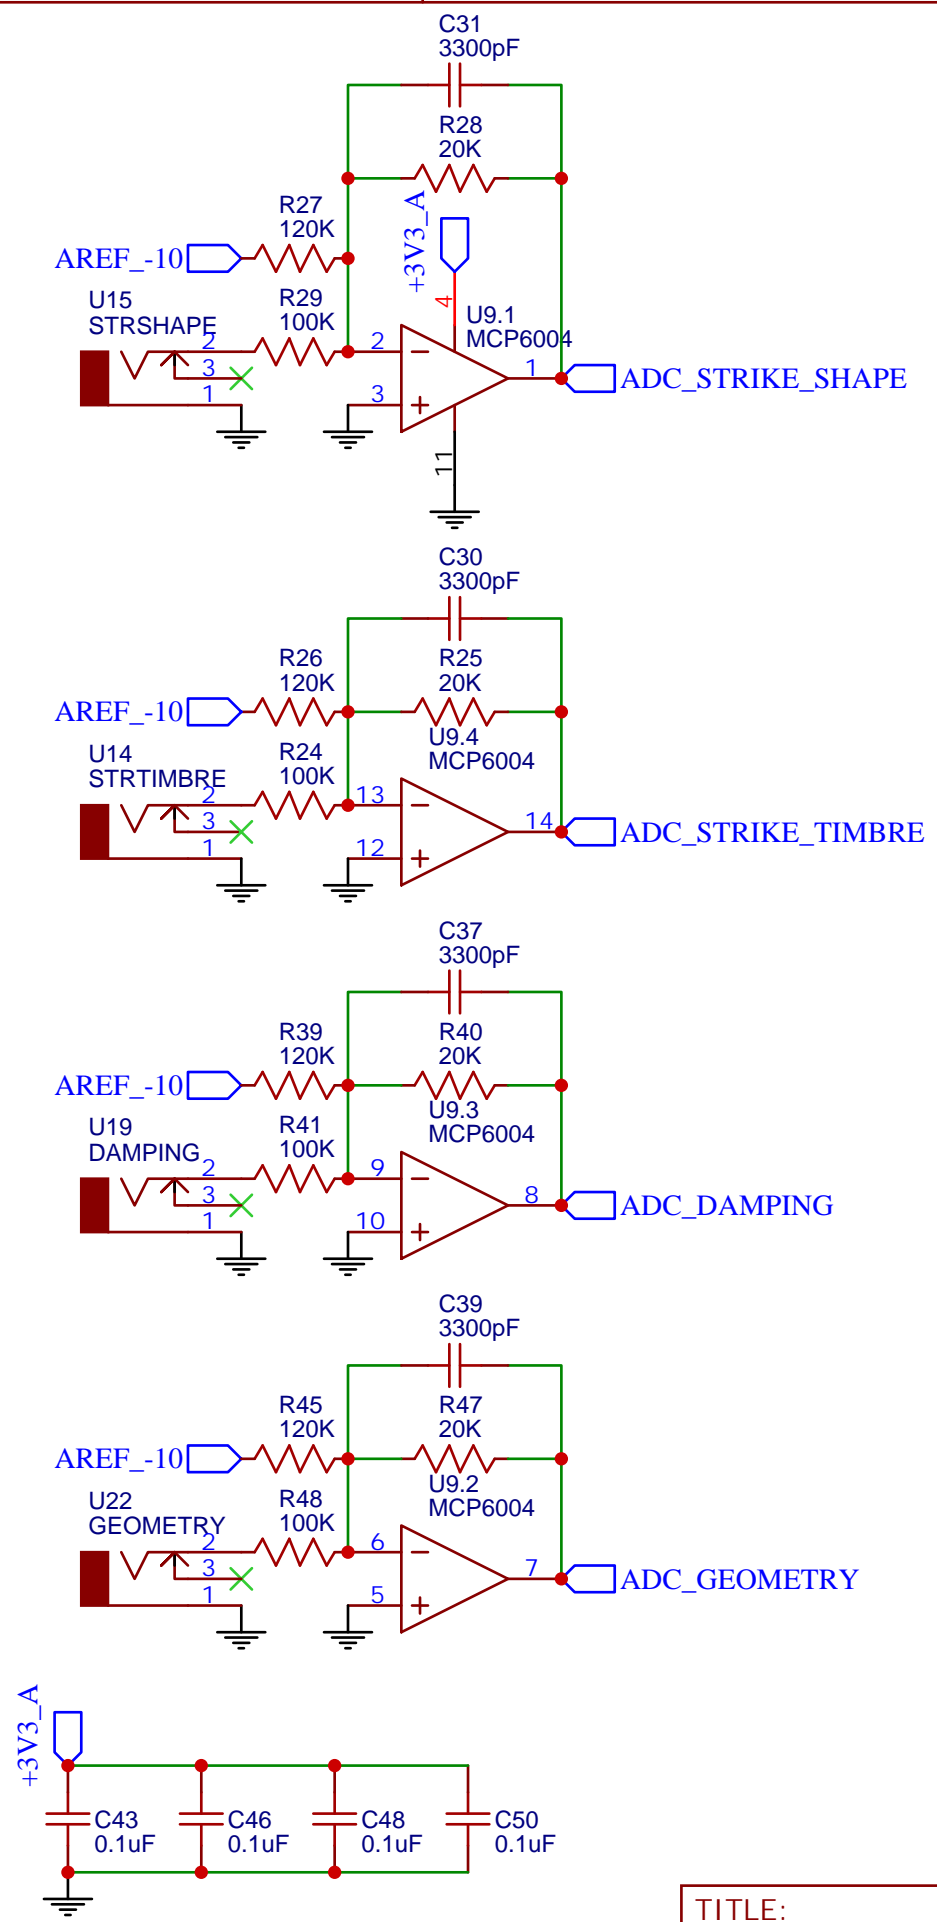 C31
3300pF
R28
20K
+3V3_A
R27
120K
AREF_-10
U15
STRSHAPE
R29
100K
2
3
1
4
U9.1
MCP6004
2
3
1
11
ADC_STRIKE_SHAPE
C30
3300pF
R26
120K
R25
20K
AREF_-10
U9.4
MCP6004
U14
STRTIMBRE
R24
100K
2
3
1
13
12
14
ADC_STRIKE_TIMBRE
C37
3300pF
R39
120K
R40
20K
AREF_-10
U9.3
MCP6004
U19
DAMPING
R41
100K
2
3
1
9
10
8
ADC_DAMPING
C39
3300pF
R45
120K
R47
20K
AREF_-10
U9.2
MCP6004
U22
GEOMETRY
R48
100K
2
3
1
6
5
7
ADC_GEOMETRY
+3V3_A
C43
0.1uF
C46
0.1uF
C48
0.1uF
C50
0.1uF
TITLE: